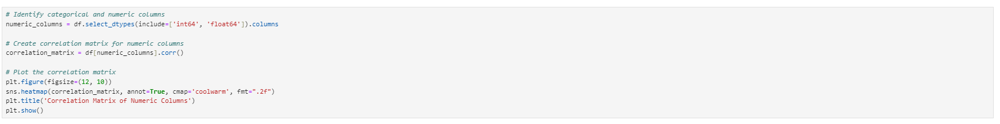 # Identify categorical and numeric columns
numeric_columns = df.select_dtypes(include=['int64', 'float64']).columns

# Create correlation matrix for numeric columns
correlation_matrix = df[numeric_columns].corr()

# Plot the correlation matrix
plt.figure(figsize=(12, 10))
sns.heatmap(correlation_matrix, annot=True, cmap='coolwarm', fmt=".2f")
plt.title('Correlation Matrix of Numeric Columns')
plt.show()